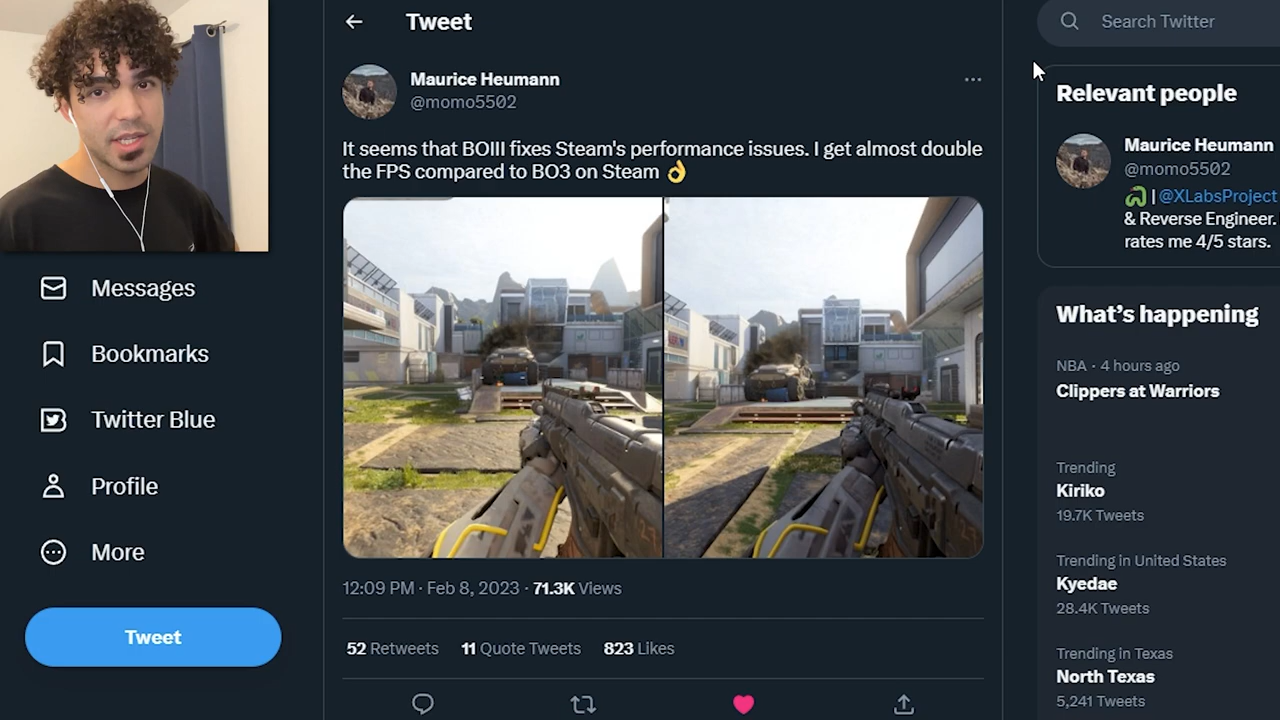 Tweet
Search Twitter
Maurice Heumann
@momo5502
It seems that BOIII fixes Steam's performance issues. I get almost double
the FPS compared to BO3 on Steam 👌
12:09 PM · Feb 8, 2023 · 71.3K Views
52 Retweets 11 Quote Tweets 823 Likes
Messages
Bookmarks
Twitter Blue
Profile
More
Tweet
Relevant people
Maurice Heumann
@momo5502
| @XLabsProject
& Reverse Engineer.
rates me 4/5 stars.
What's happening
NBA · 4 hours ago
Clippers at Warriors
Trending
Kiriko
19.7K Tweets
Trending in United States
Kyedae
28.4K Tweets
Trending in Texas
North Texas
5,241 Tweets